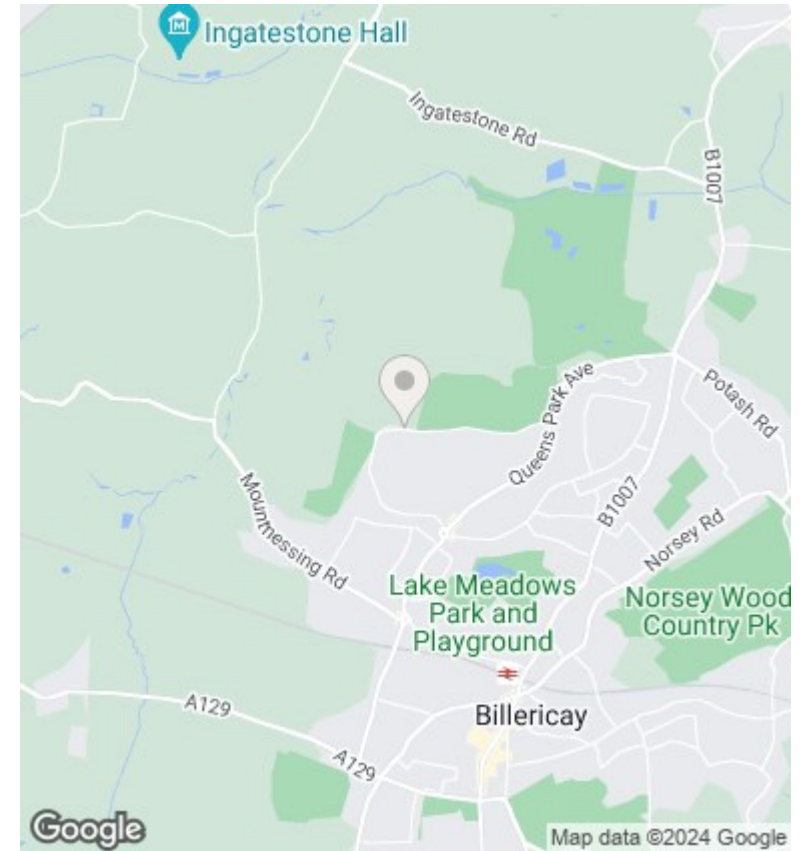 Ingatestone Hall
Ingatestone Rd
B1007
Potash Rd
Queens Park Ave
B1007
Norsey Rd
Mountnessing Rd
Lake Meadows
Park and
Playground
Norsey Wood
Country Pk
A129
Billericay
A129
Google
Map data ©2024 Google